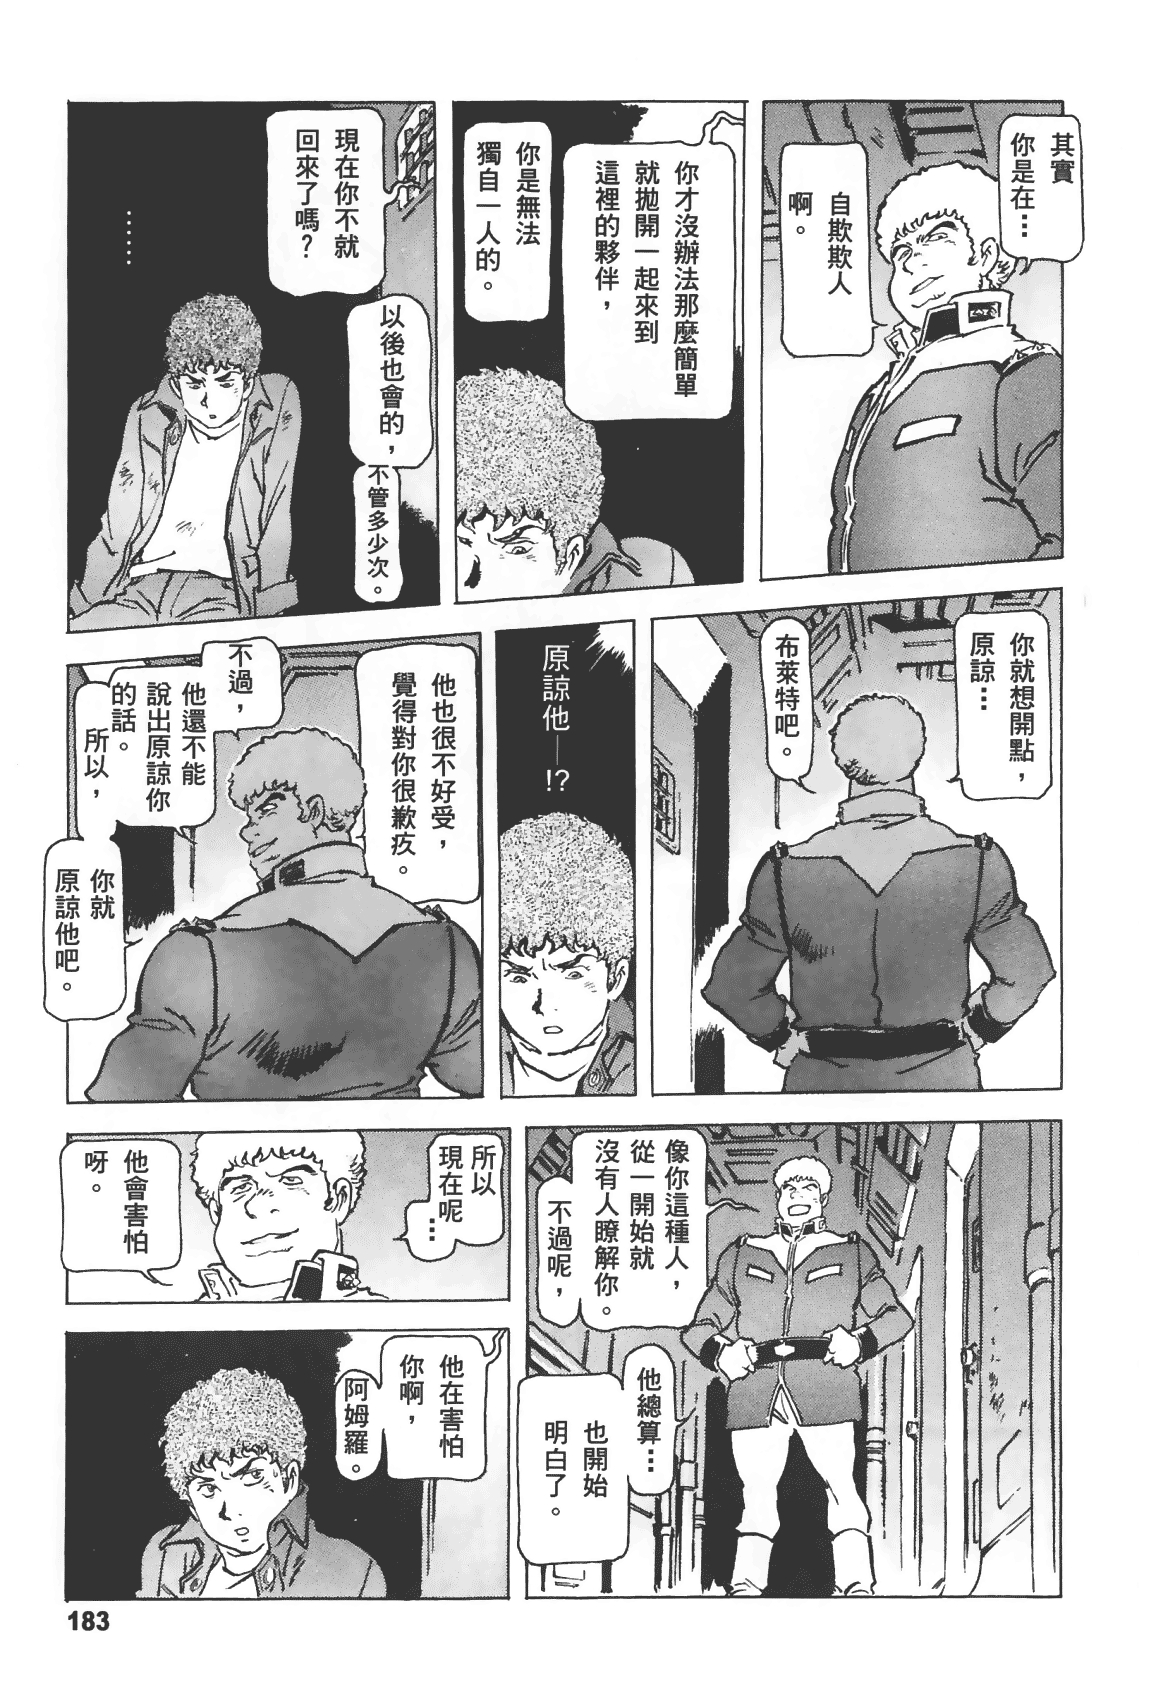 其實
你是在…
自欺欺人
啊。
你才沒辦法那麼簡單
就拋開一起來到
這裡的夥伴，
你是無法
獨自一人的。
現在你不就
回來了嗎？
以後也會的，
不管多少次。
……
你就想開點，
原諒…
布萊特吧。
原諒他——!?
他也很不好受，
覺得對你很歉疚。
不過，
他還不能
說出原諒你
的話。
所以，
你就
原諒他吧。
像你這種人，
從一開始就
沒有人瞭解你。
不過呢，
他總算…
也開始
明白了。
所以
現在呢…
他會害怕
呀。
他在害怕
你啊，
阿姆羅。
183